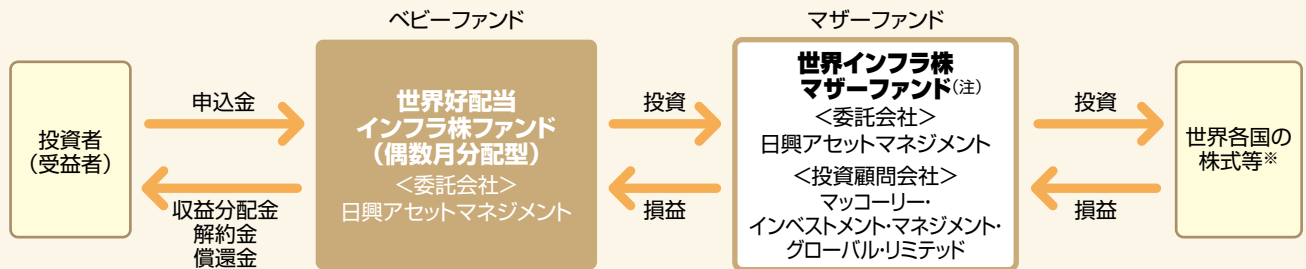 ベビーファンド
マザーファンド
投資者
(受益者)
申込金
収益分配金
解約金
償還金
世界好配当
インフラ株ファンド
(偶数月分配型)
<委託会社>
日興アセットマネジメント
投資
損益
世界インフラ株
マザーファンド(注)
<委託会社>
日興アセットマネジメント
<投資顧問会社>
マッコーリー・
インベストメント・マネジメント・
グローバル・リミテッド
投資
損益
世界各国の
株式等※